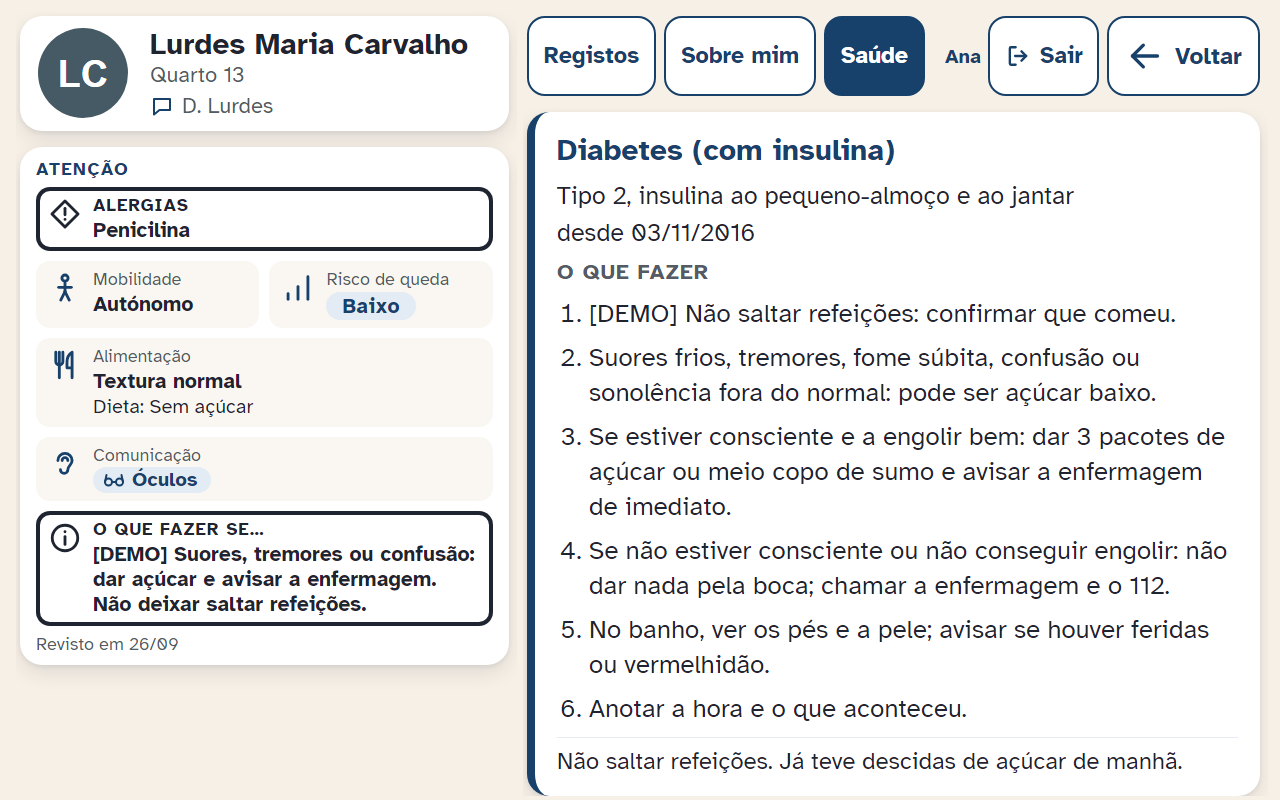 LC
Lurdes Maria Carvalho
Quarto 13
D. Lurdes
ATENÇÃO
ALERGIAS
Penicilina
Mobilidade
Autónomo
Risco de queda
Baixo
Alimentação
Textura normal
Dieta: Sem açúcar
Comunicação
Óculos
O QUE FAZER SE...
[DEMO] Suores, tremores ou confusão:
dar açúcar e avisar a enfermagem.
Não deixar saltar refeições.
Revisto em 26/09
Registos
Sobre mim
Saúde
Ana
Sair
Voltar
Diabetes (com insulina)
Tipo 2, insulina ao pequeno-almoço e ao jantar
desde 03/11/2016
O QUE FAZER
1. [DEMO] Não saltar refeições: confirmar que comeu.
2. Suores frios, tremores, fome súbita, confusão ou
sonolência fora do normal: pode ser açúcar baixo.
3. Se estiver consciente e a engolir bem: dar 3 pacotes de
açúcar ou meio copo de sumo e avisar a enfermagem
de imediato.
4. Se não estiver consciente ou não conseguir engolir: não
dar nada pela boca; chamar a enfermagem e o 112.
5. No banho, ver os pés e a pele; avisar se houver feridas
ou vermelhidão.
6. Anotar a hora e o que aconteceu.
Não saltar refeições. Já teve descidas de açúcar de manhã.